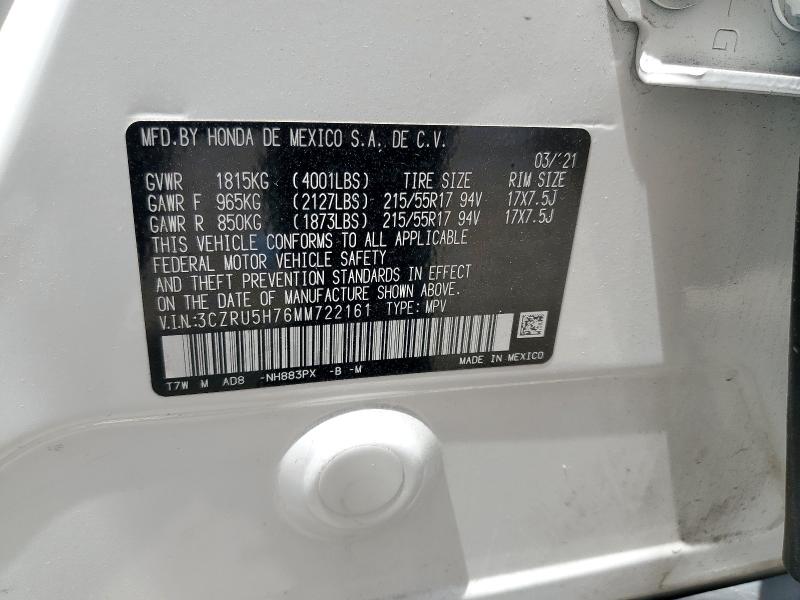 MFD.BY HONDA DE MEXICO S.A. DE C.V.
03/'21
GVWR 1815KG (4001LBS) TIRE SIZE RIM SIZE
GAWR F 965KG (2127LBS) 215/55R17 94V 17X7.5J
GAWR R 850KG (1873LBS) 215/55R17 94V 17X7.5J
THIS VEHICLE CONFORMS TO ALL APPLICABLE
FEDERAL MOTOR VEHICLE SAFETY
AND THEFT PREVENTION STANDARDS IN EFFECT
ON THE DATE OF MANUFACTURE SHOWN ABOVE.
V.I.N.:3CZRU5H76MM722161 TYPE: MPV
MADE IN MEXICO
T7W M AD8 -NH883PX -B -M
G